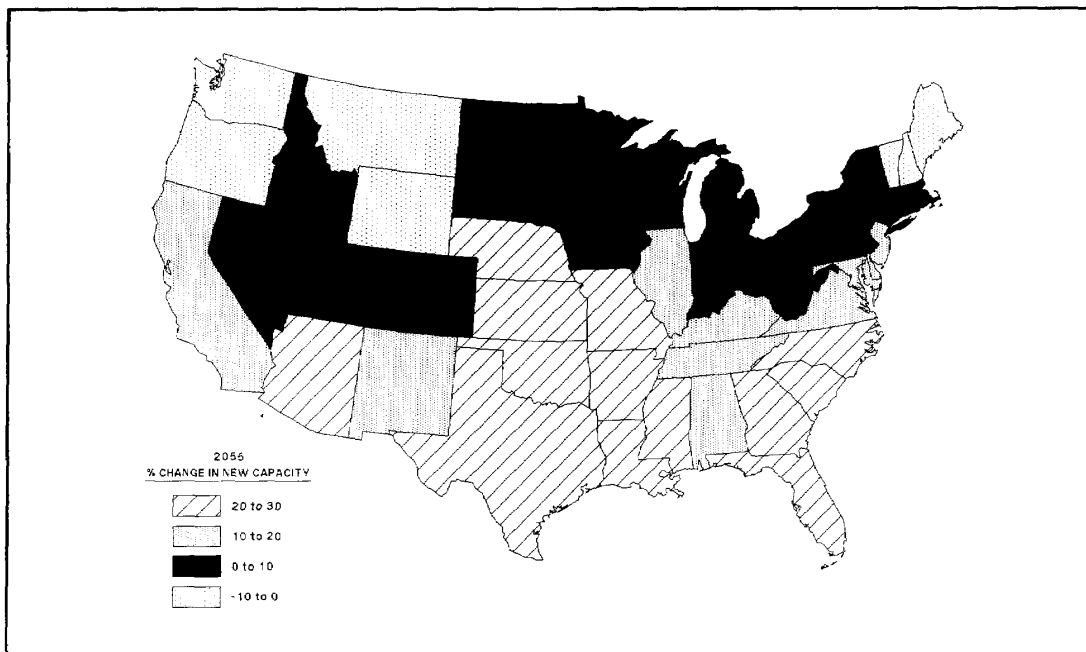 2055
% CHANGE IN NEW CAPACITY
20 to 30
10 to 20
0 to 10
-10 to 0